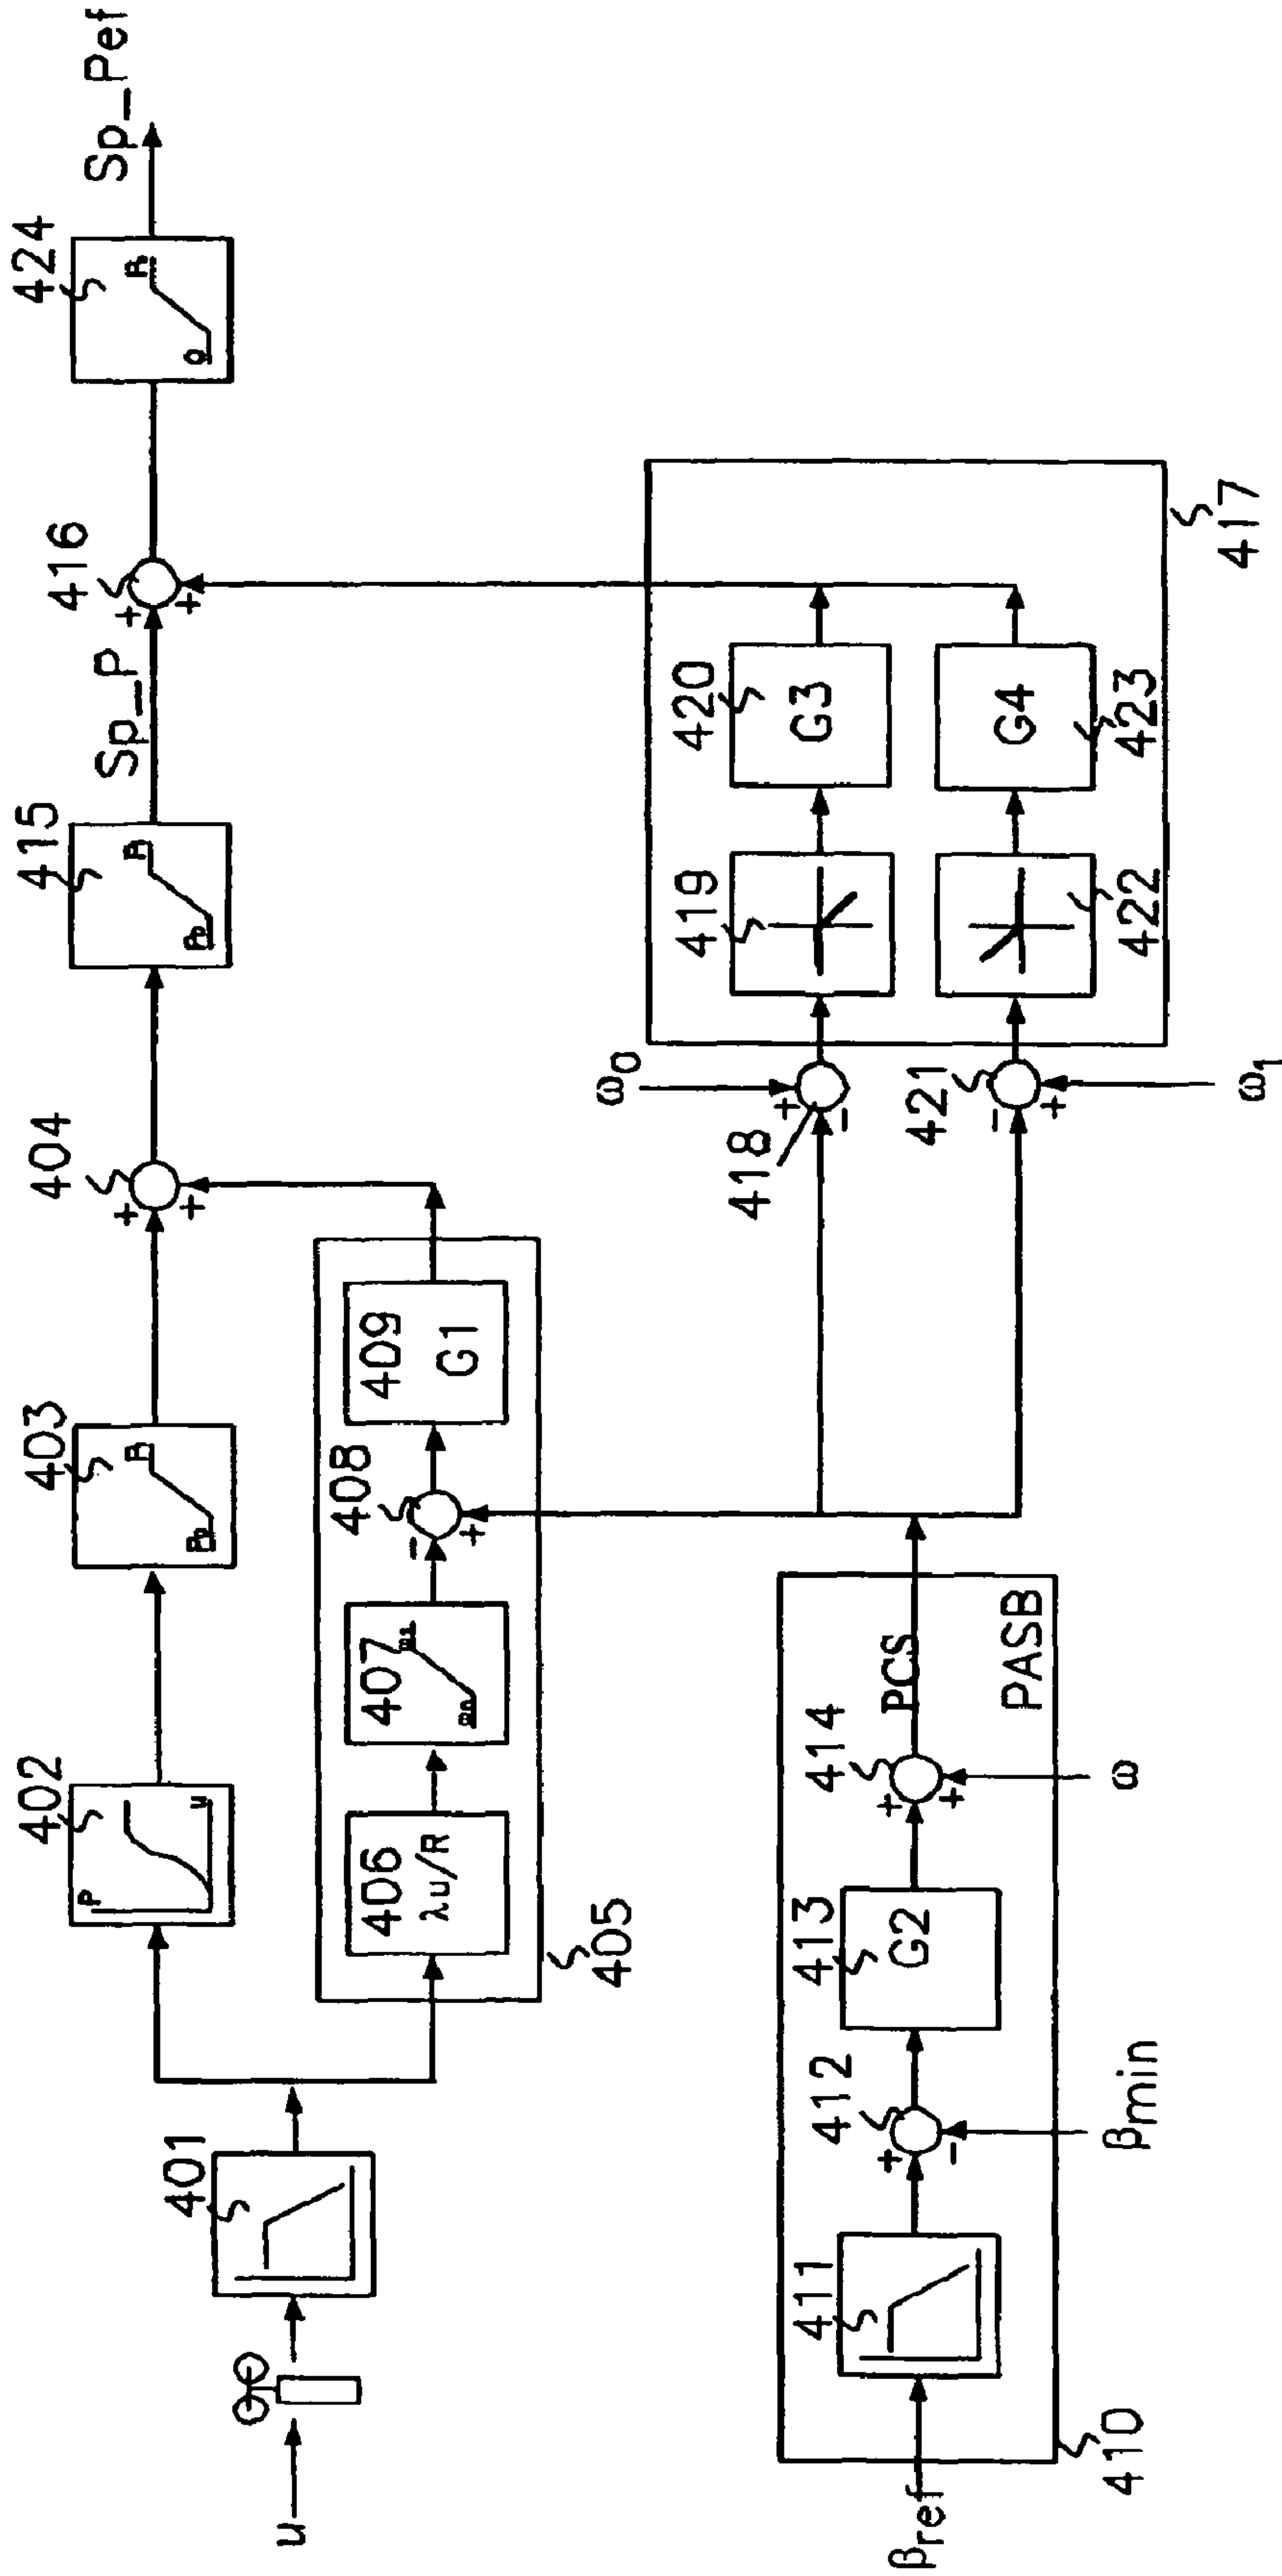 u
401
402
P
u
403
404
415
Sp_P
416
424
0
Sp_Pef
405
406
λu/R
407
408
-
+
409
G1
+
+
410
βref
411
412
+
-
βmin
413
G2
414
+
+
ω
PCS
PASB
ω0
418
+
-
419
420
G3
+
+
421
-
+
ω1
422
423
G4
417